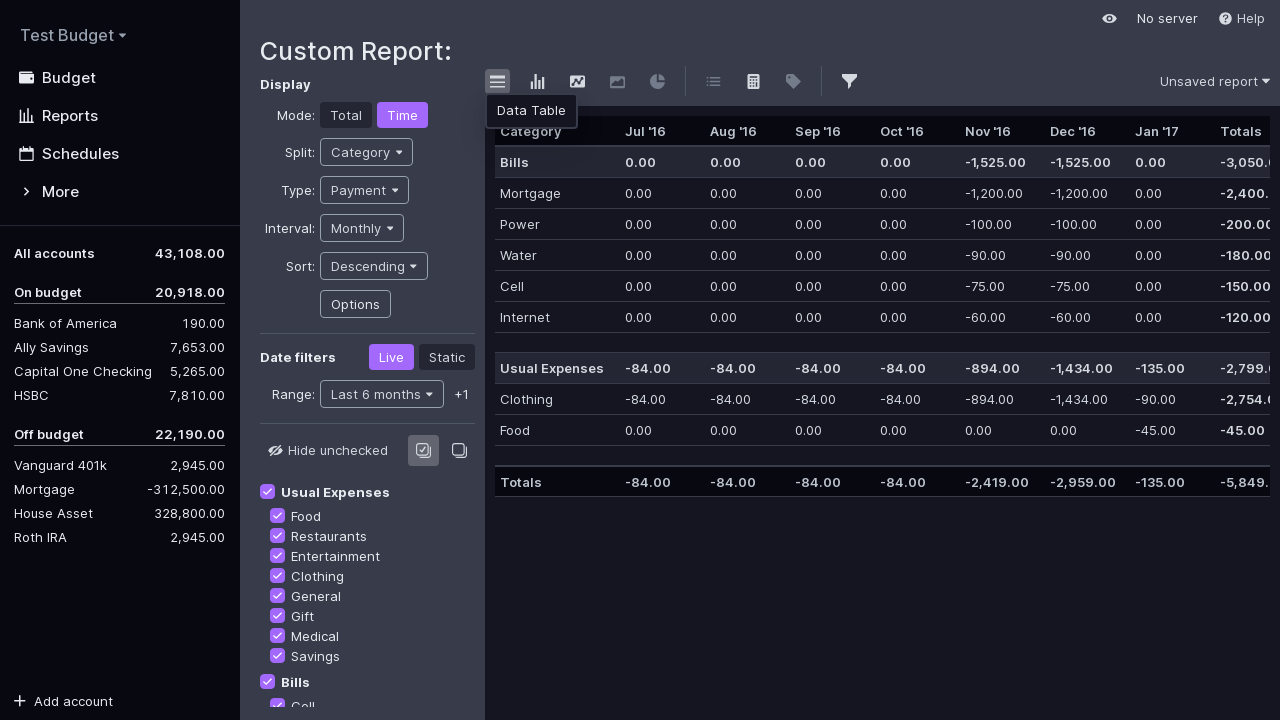 Test Budget
Budget
Reports
Schedules
More
All accounts 43,108.00
On budget 20,918.00
Bank of America 190.00
Ally Savings 7,653.00
Capital One Checking 5,265.00
HSBC 7,810.00
Off budget 22,190.00
Vanguard 401k 2,945.00
Mortgage -312,500.00
House Asset 328,800.00
Roth IRA 2,945.00
Add account
No server Help
Custom Report:
Display
Mode: Total Time
Split: Category
Type: Payment
Interval: Monthly
Sort: Descending
Options
Date filters Live Static
Range: Last 6 months +1
Hide unchecked
Usual Expenses
Food
Restaurants
Entertainment
Clothing
General
Gift
Medical
Savings
Bills
Cell
Unsaved report
Data Table
Category Jul '16 Aug '16 Sep '16 Oct '16 Nov '16 Dec '16 Jan '17 Totals
Bills 0.00 0.00 0.00 0.00 -1,525.00 -1,525.00 0.00 -3,050.0
Mortgage 0.00 0.00 0.00 0.00 -1,200.00 -1,200.00 0.00 -2,400.
Power 0.00 0.00 0.00 0.00 -100.00 -100.00 0.00 -200.00
Water 0.00 0.00 0.00 0.00 -90.00 -90.00 0.00 -180.00
Cell 0.00 0.00 0.00 0.00 -75.00 -75.00 0.00 -150.00
Internet 0.00 0.00 0.00 0.00 -60.00 -60.00 0.00 -120.00
Usual Expenses -84.00 -84.00 -84.00 -84.00 -894.00 -1,434.00 -135.00 -2,799.0
Clothing -84.00 -84.00 -84.00 -84.00 -894.00 -1,434.00 -90.00 -2,754.0
Food 0.00 0.00 0.00 0.00 0.00 0.00 -45.00 -45.00
Totals -84.00 -84.00 -84.00 -84.00 -2,419.00 -2,959.00 -135.00 -5,849.